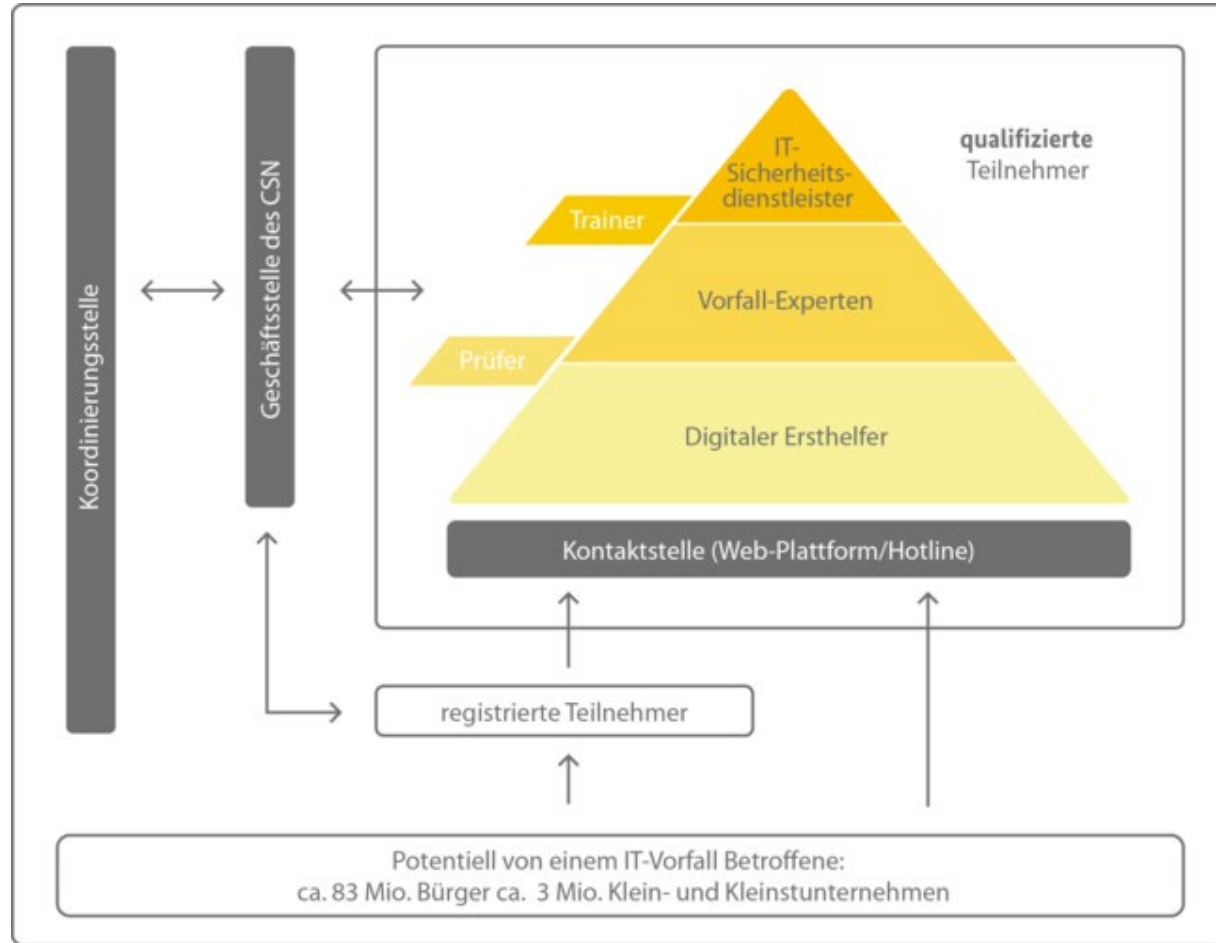 Koordinierungsstelle
Geschäftsstelle des CSN
qualifizierte
Teilnehmer
IT-
Sicherheits-
dienstleister
Trainer
Vorfall-Experten
Prüfer
Digitaler Ersthelfer
Kontaktstelle (Web-Plattform/Hotline)
registrierte Teilnehmer
Potentiell von einem IT-Vorfall Betroffene:
ca. 83 Mio. Bürger ca. 3 Mio. Klein- und Kleinstunternehmen